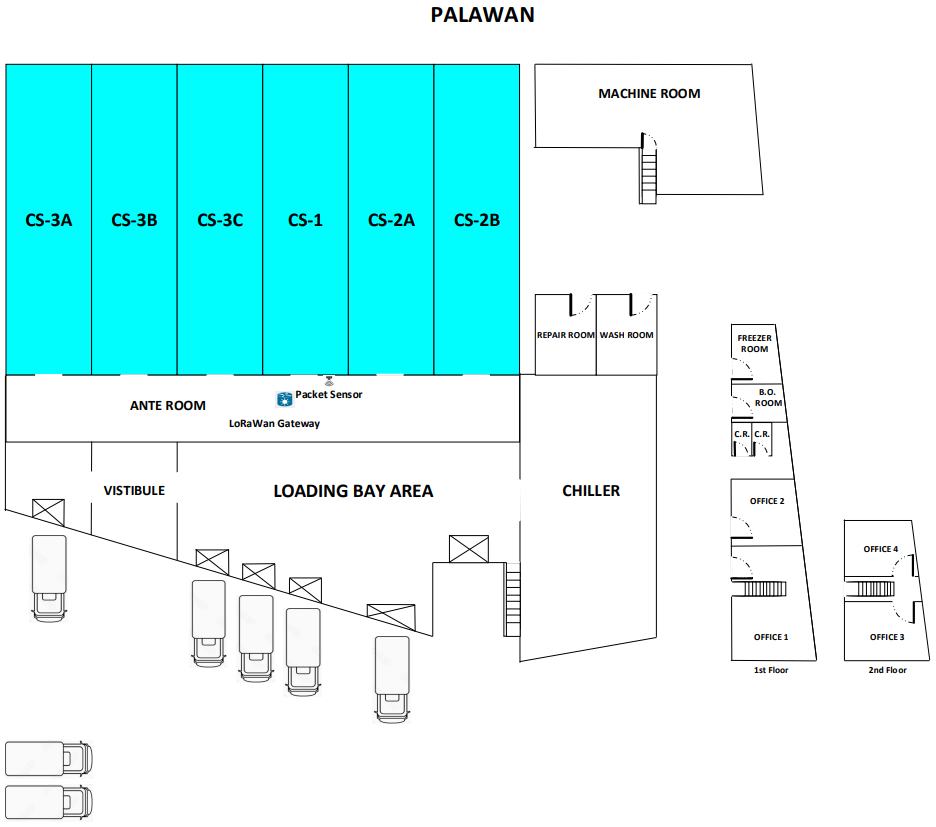 PALAWAN
MACHINE ROOM
CS-3A
CS-3B
CS-3C
CS-1
CS-2A
CS-2B
REPAIR ROOM
WASH ROOM
FREEZER
ROOM
Packet Sensor
ANTE ROOM
LoRaWan Gateway
B.O.
ROOM
C.R.
C.R.
VISTIBULE
LOADING BAY AREA
CHILLER
OFFICE 2
OFFICE 4
OFFICE 1
OFFICE 3
1st Floor
2nd Floor